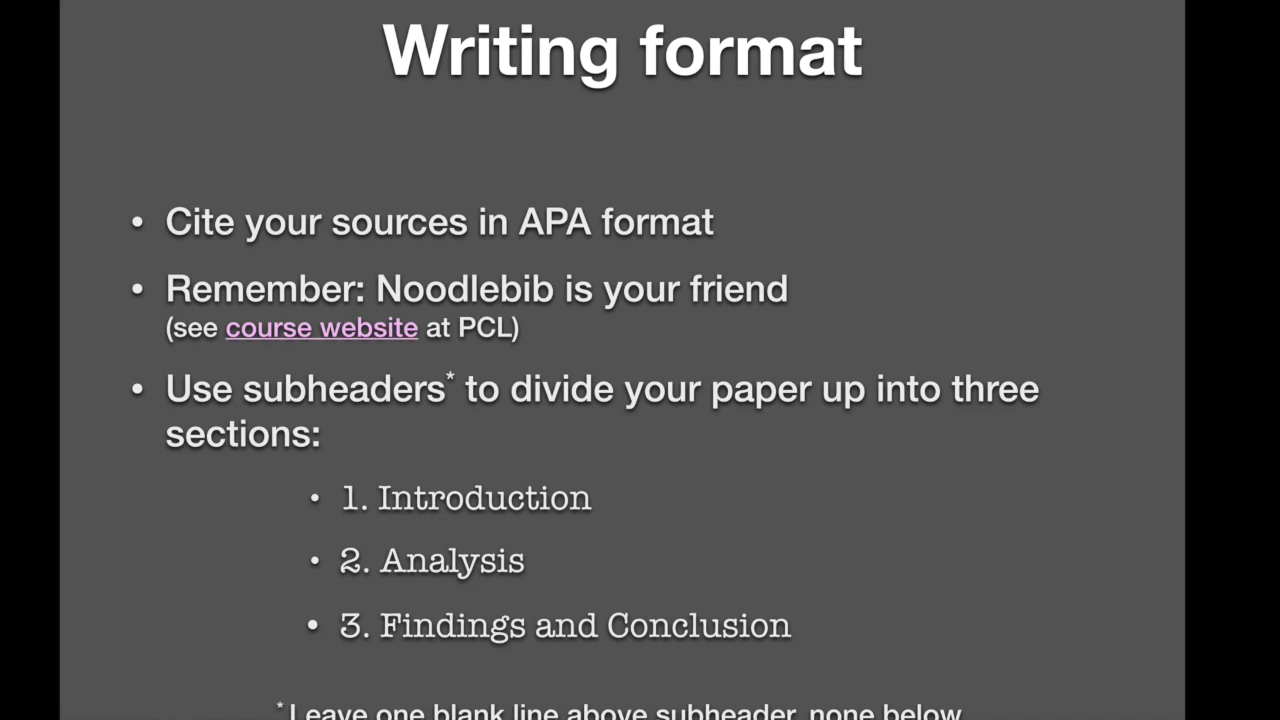 Writing format
• Cite your sources in APA format
• Remember: Noodlebib is your friend
(see course website at PCL)
• Use subheaders* to divide your paper up into three
sections:
• 1. Introduction
• 2. Analysis
• 3. Findings and Conclusion
* Leave one blank line above subheader, none below